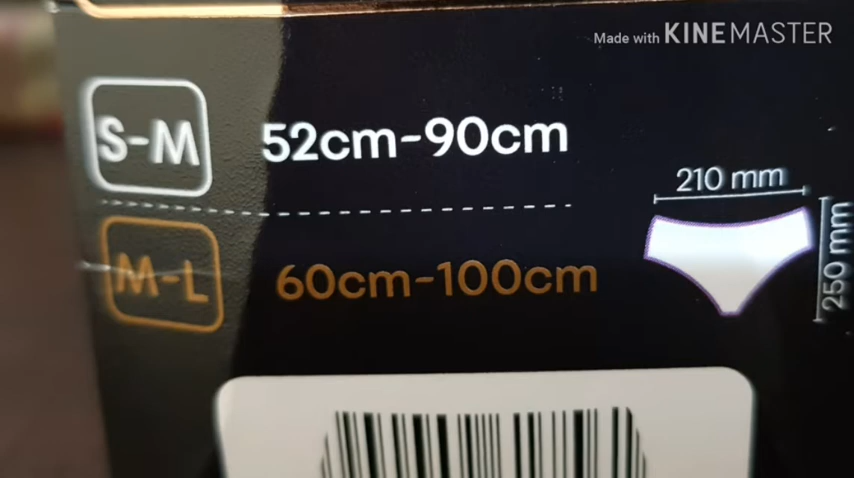 Made with KINEMASTER
S-M 52cm-90cm
210 mm
250 mm
M-L 60cm-100cm